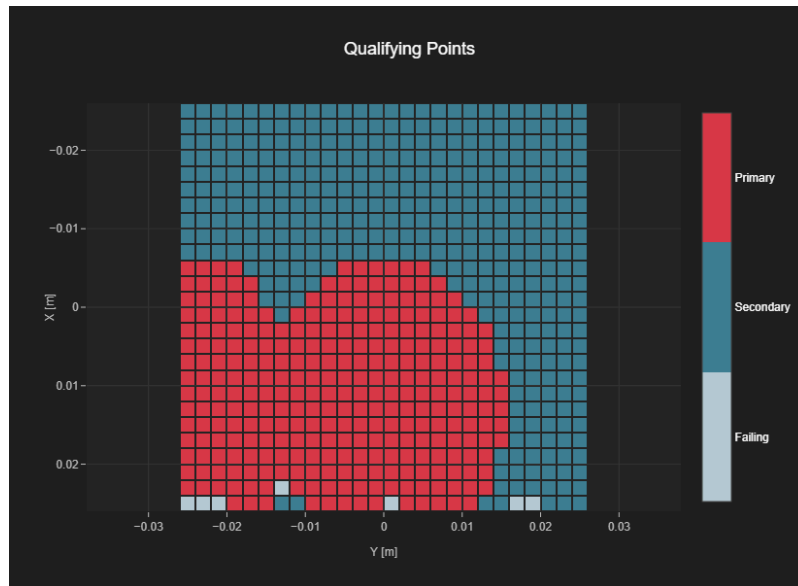 Qualifying Points
−0.02
−0.01
0
0.01
0.02
X [m]
−0.03
−0.02
−0.01
0
0.01
0.02
0.03
Y [m]
Primary
Secondary
Failing